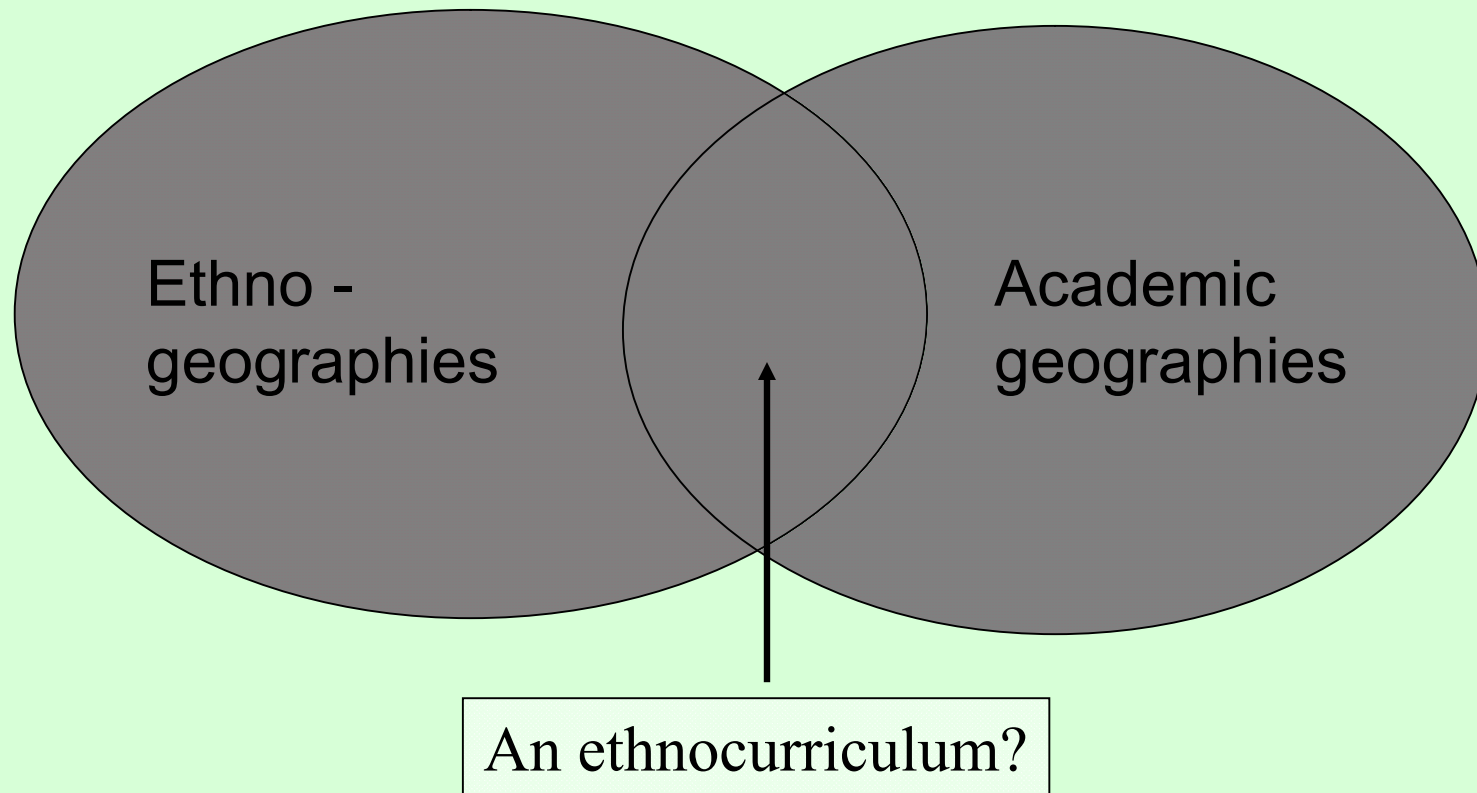 Ethno -
geographies
Academic
geographies
An ethnocurriculum?